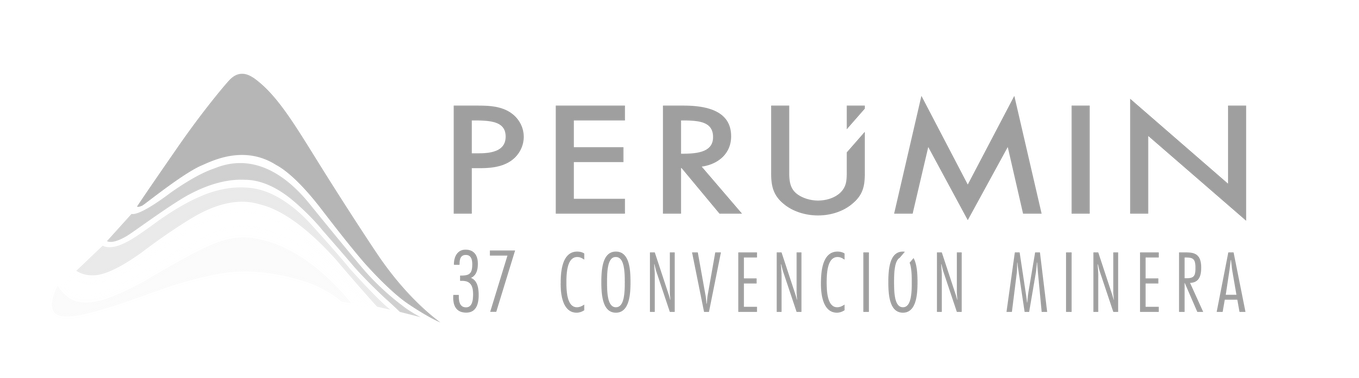 PERÚMIN
37 CONVENCIÓN MINERA